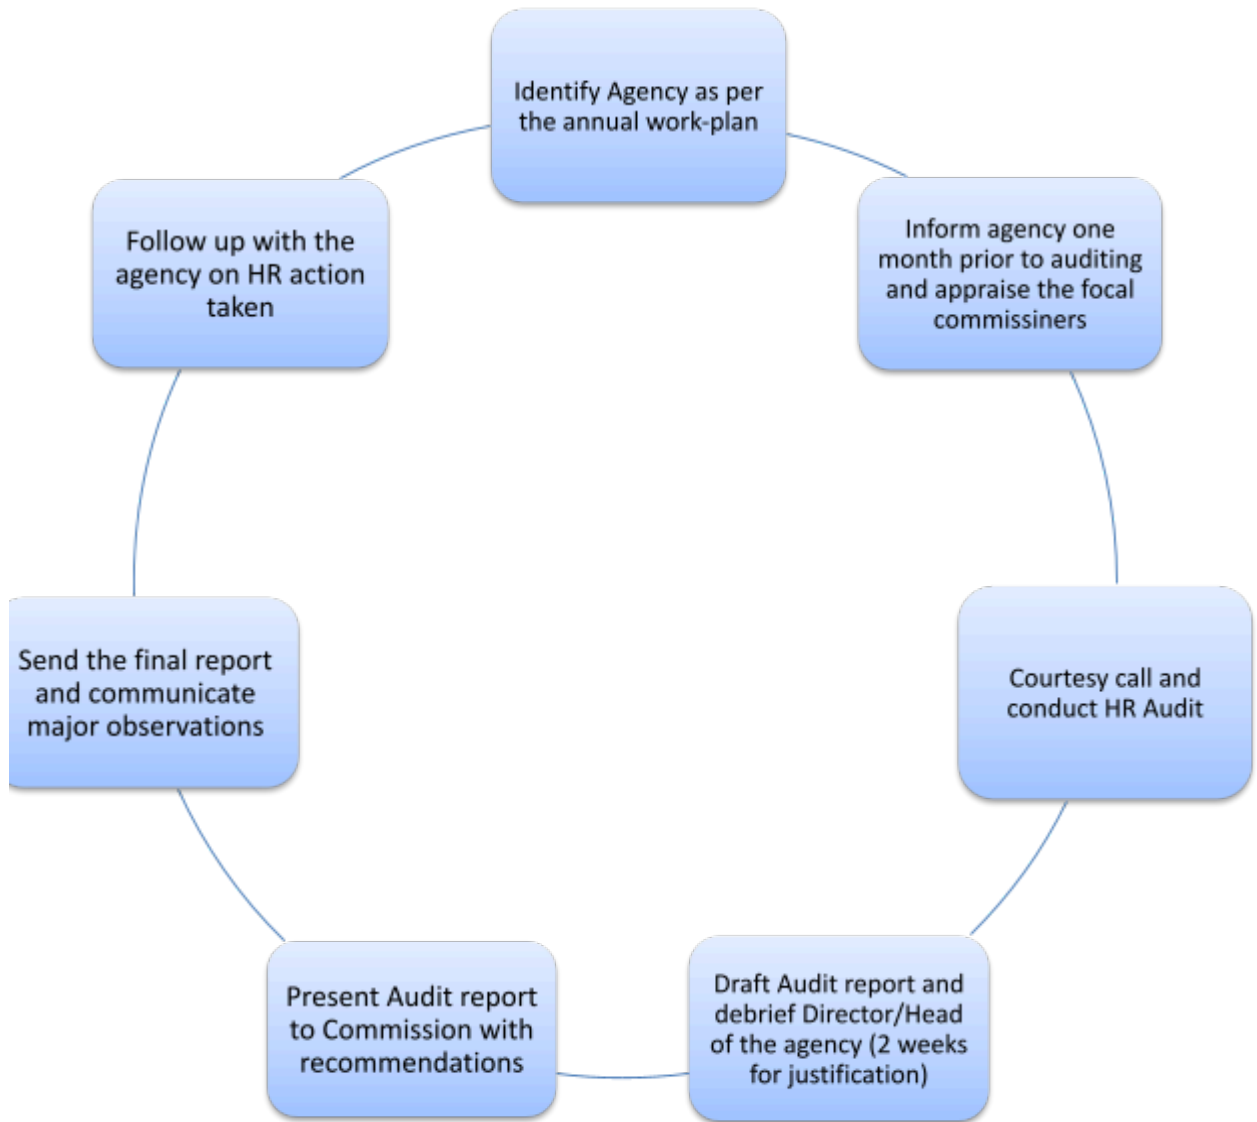 Identify Agency as per
the annual work-plan
Inform agency one
month prior to auditing
and appraise the focal
commissiners
Courtesy call and
conduct HR Audit
Draft Audit report and
debrief Director/Head
of the agency (2 weeks
for justification)
Present Audit report
to Commission with
recommendations
Send the final report
and communicate
major observations
Follow up with the
agency on HR action
taken